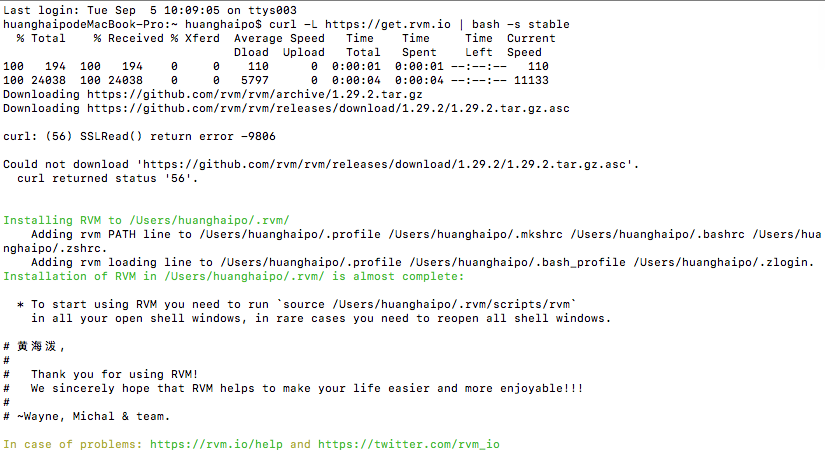 Last login: Tue Sep  5 10:09:05 on ttys003
huanghaipodeMacBook-Pro:~ huanghaipo$ curl -L https://get.rvm.io | bash -s stable
  % Total    % Received % Xferd  Average Speed   Time    Time     Time  Current
                                 Dload  Upload   Total   Spent    Left  Speed
100   194  100   194    0     0    110      0  0:00:01  0:00:01 --:--:--   110
100 24038  100 24038    0     0   5797      0  0:00:04  0:00:04 --:--:-- 11133
Downloading https://github.com/rvm/rvm/archive/1.29.2.tar.gz
Downloading https://github.com/rvm/rvm/releases/download/1.29.2/1.29.2.tar.gz.asc
curl: (56) SSLRead() return error -9806
Could not download 'https://github.com/rvm/rvm/releases/download/1.29.2/1.29.2.tar.gz.asc'.
  curl returned status '56'.
Installing RVM to /Users/huanghaipo/.rvm/
    Adding rvm PATH line to /Users/huanghaipo/.profile /Users/huanghaipo/.mkshrc /Users/huanghaipo/.bashrc /Users/hua
nghaipo/.zshrc.
    Adding rvm loading line to /Users/huanghaipo/.profile /Users/huanghaipo/.bash_profile /Users/huanghaipo/.zlogin.
Installation of RVM in /Users/huanghaipo/.rvm/ is almost complete:
  * To start using RVM you need to run `source /Users/huanghaipo/.rvm/scripts/rvm`
    in all your open shell windows, in rare cases you need to reopen all shell windows.
# 黄海泼,
#
#   Thank you for using RVM!
#   We sincerely hope that RVM helps to make your life easier and more enjoyable!!!
#
# ~Wayne, Michal & team.
In case of problems: https://rvm.io/help and https://twitter.com/rvm_io